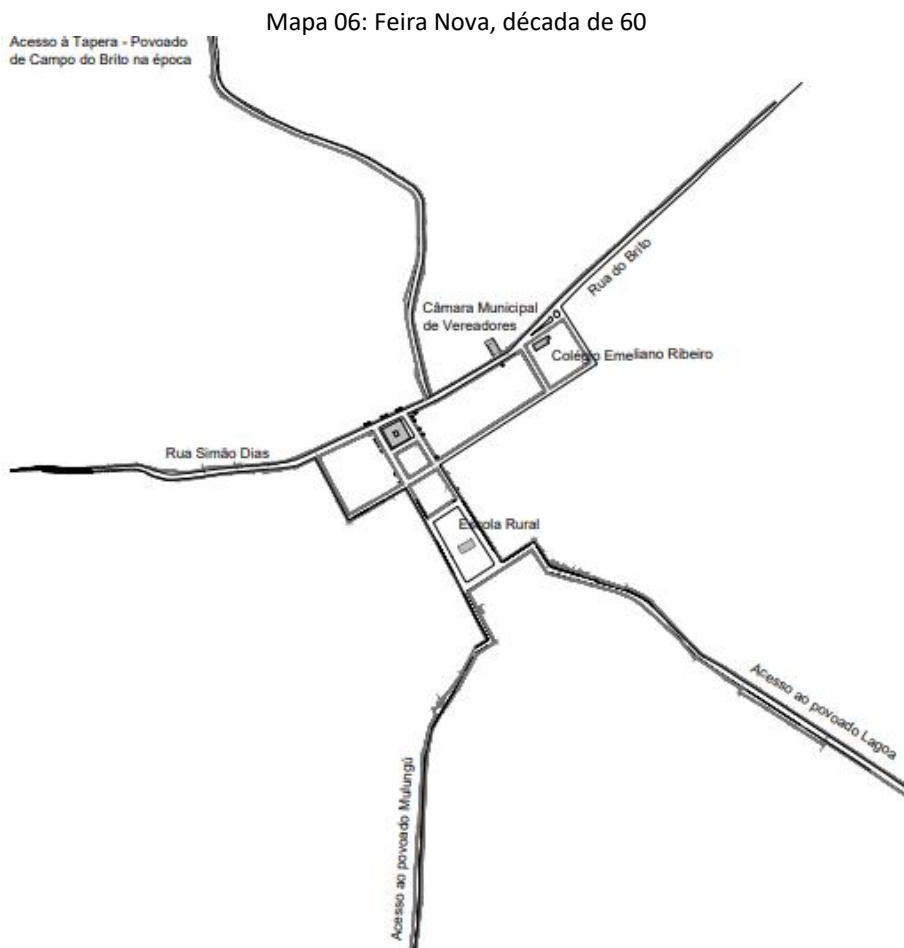 Mapa 06: Feira Nova, década de 60
Acesso à Tapera - Povoado
de Campo do Brito na época
Rua do Brito
Câmara Municipal
de Vereadores
Colégio Emeliano Ribeiro
Rua Simão Dias
Escola Rural
Acesso ao povoado Lagoa
Acesso ao povoado Mulungú